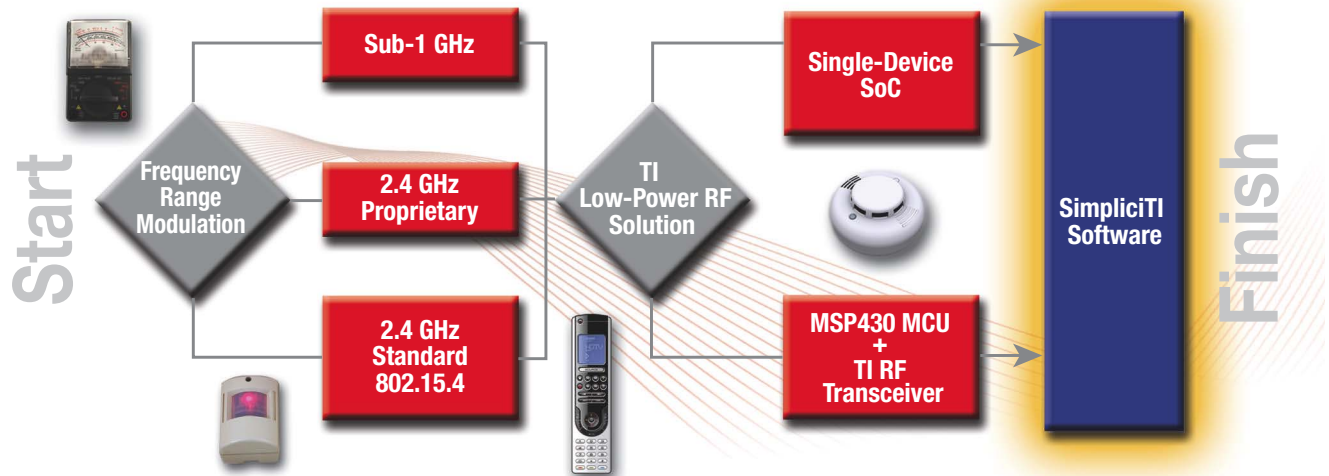 Start
Frequency
Range
Modulation
Sub-1 GHz
2.4 GHz
Proprietary
2.4 GHz
Standard
802.15.4
TI
Low-Power RF
Solution
Single-Device
SoC
MSP430 MCU
+
TI RF
Transceiver
SimpliciTI
Software
Finish